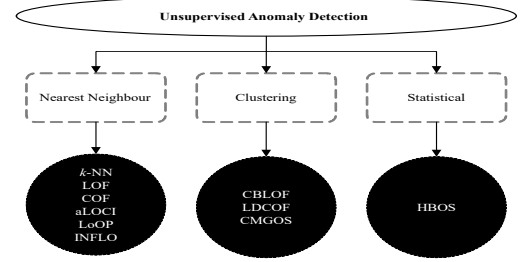 Unsupervised Anomaly Detection
Nearest Neighbour
Clustering
Statistical
k-NN
LOF
COF
aLOCI
LoOP
INFLO
CBLOF
LDCOF
CMGOS
HBOS